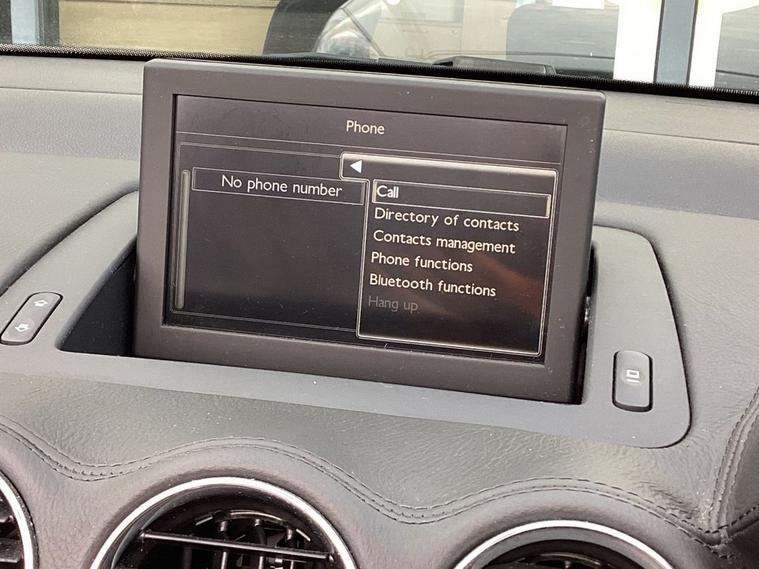 Phone
No phone number
Call
Directory of contacts
Contacts management
Phone functions
Bluetooth functions
Hang up